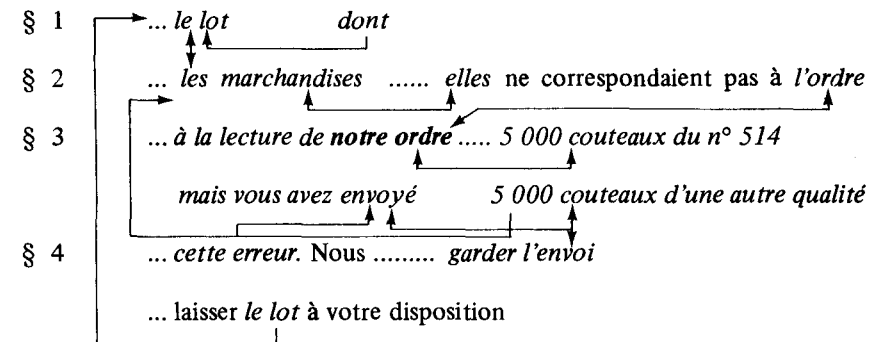 § 1 ... le lot dont
§ 2 ... les marchandises ...... elles ne correspondaient pas à l'ordre
§ 3 ... à la lecture de notre ordre ..... 5 000 couteaux du n° 514
mais vous avez envoyé 5 000 couteaux d'une autre qualité
§ 4 ... cette erreur. Nous ......... garder l'envoi
... laisser le lot à votre disposition